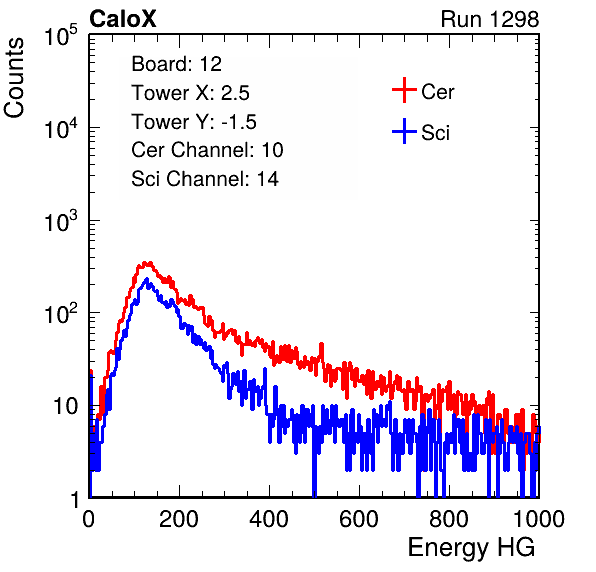 CaloX Run 1298
Counts
10^5
10^4
10^3
10^2
10
1
Board: 12
Tower X: 2.5
Tower Y: -1.5
Cer Channel: 10
Sci Channel: 14
Cer
Sci
0 200 400 600 800 1000
Energy HG